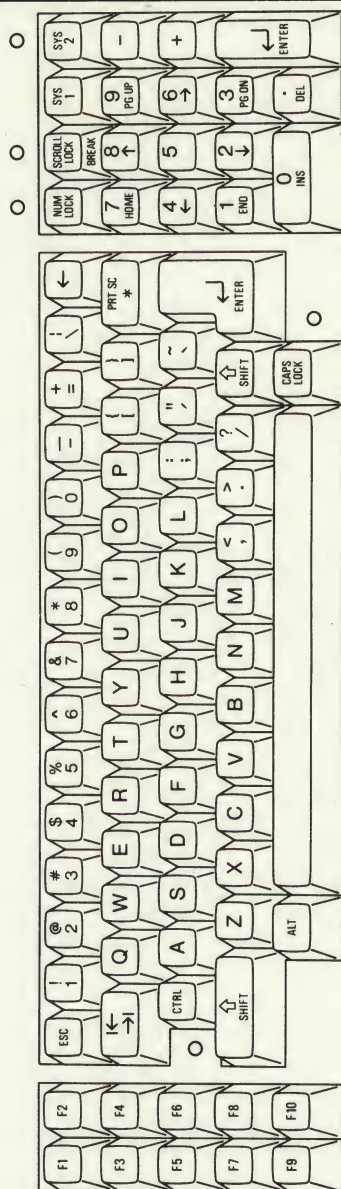 F1 F2
F3 F4
F5 F6
F7 F8
F9 F10
ESC ! 1 @ 2 # 3 $ 4 % 5 ^ 6 & 7 * 8 ( 9 ) 0 _ - + = | \ ←
|← →| Q W E R T Y U I O P { [ } ] PRT SC *
CTRL A S D F G H J K L : ; " ' ~ ` ↵ ENTER
⇧ SHIFT Z X C V B N M < , > . ? / ⇧ SHIFT
ALT CAPS LOCK
NUM LOCK SCROLL LOCK BREAK SYS 1 SYS 2
7 HOME 8 ↑ 9 PG UP -
4 ← 5 6 → +
1 END 2 ↓ 3 PG DN ↵ ENTER
0 INS . DEL